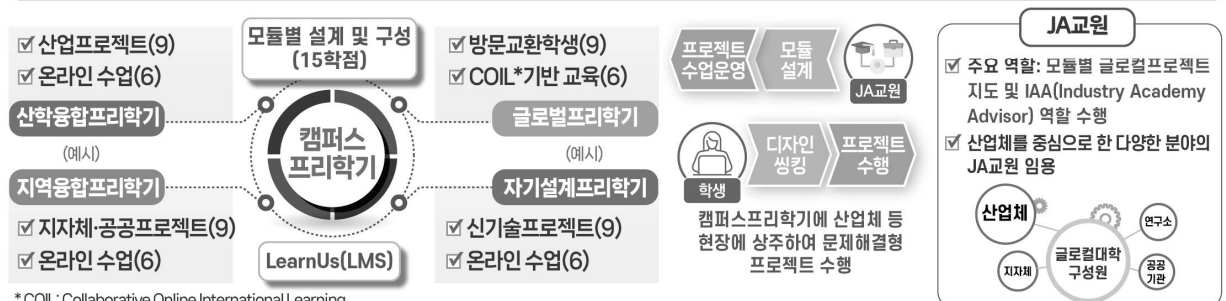 모듈별 설계 및 구성
(15학점)
☑ 산업프로젝트(9)
☑ 온라인 수업(6)
산학융합프리학기
(예시)
지역융합프리학기
☑ 지자체·공공프로젝트(9)
☑ 온라인 수업(6)
캠퍼스
프리학기
LearnUs(LMS)
☑ 방문교환학생(9)
☑ COIL*기반 교육(6)
글로벌프리학기
(예시)
자기설계프리학기
☑ 신기술프로젝트(9)
☑ 온라인 수업(6)
* COIL : Collaborative Online International Learning
프로젝트
수업운영
모듈
설계
JA교원
학생
디자인
씽킹
프로젝트
수행
캠퍼스프리학기에 산업체 등
현장에 상주하여 문제해결형
프로젝트 수행
JA교원
☑ 주요 역할: 모듈별 글로컬프로젝트
지도 및 IAA(Industry Academy
Advisor) 역할 수행
☑ 산업체를 중심으로 한 다양한 분야의
JA교원 임용
산업체
연구소
글로컬대학
구성원
지자체
공공
기관